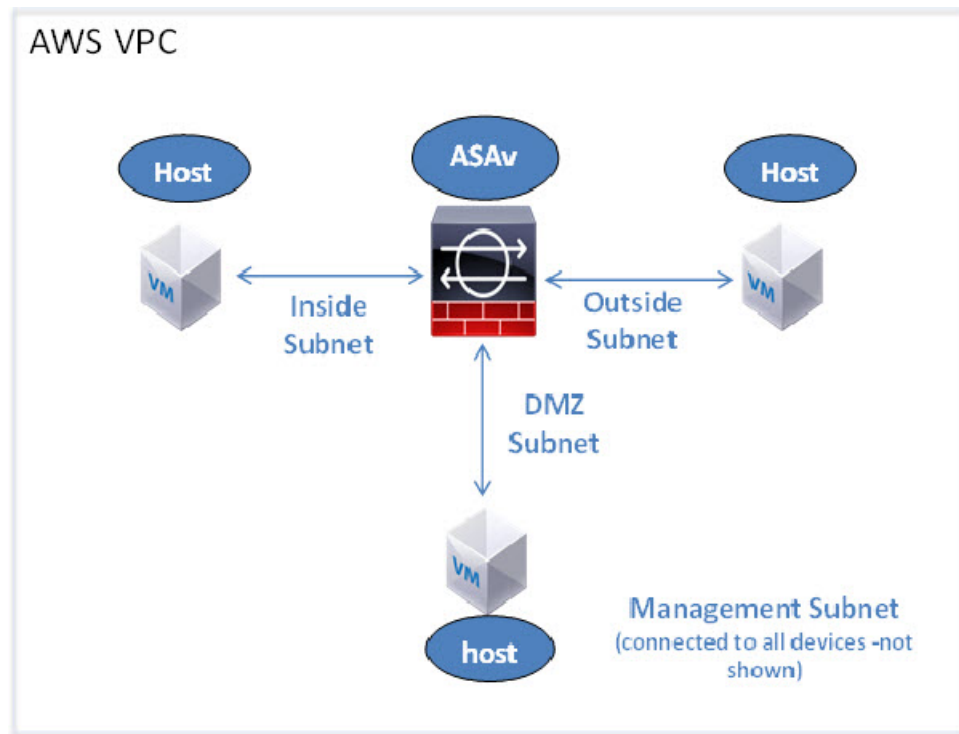 AWS VPC
Host
ASAv
Host
VM
VM
Inside
Subnet
Outside
Subnet
DMZ
Subnet
VM
host
Management Subnet
(connected to all devices -not
shown)